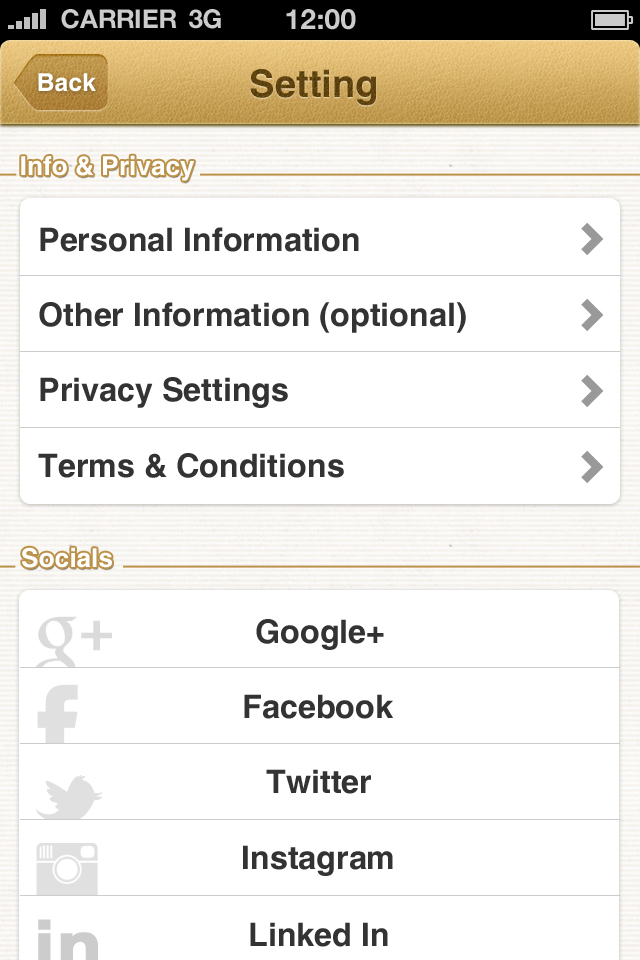 CARRIER 3G 12:00
Back
Setting
Info & Privacy
Personal Information
Other Information (optional)
Privacy Settings
Terms & Conditions
Socials
g+ Google+
f Facebook
Twitter
Instagram
in Linked In